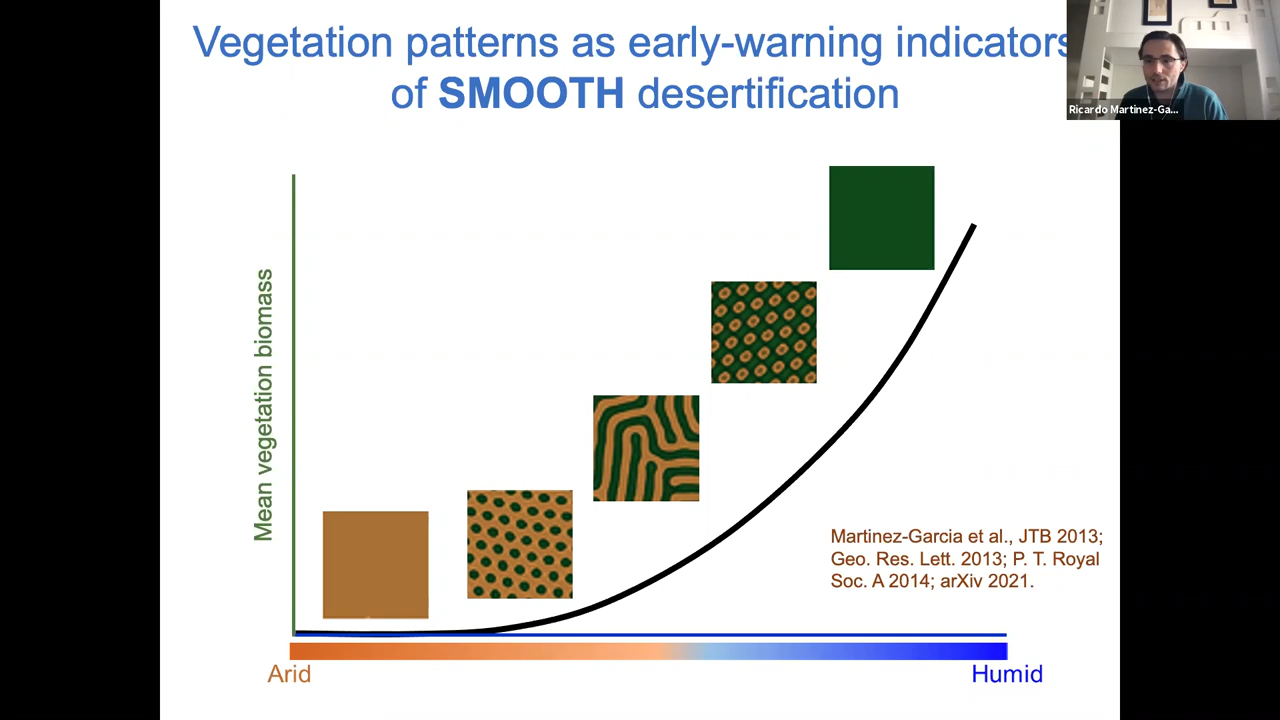 Vegetation patterns as early-warning indicators
of SMOOTH desertification
Ricardo Martinez-Ga...
Mean vegetation biomass
Martinez-Garcia et al., JTB 2013;
Geo. Res. Lett. 2013; P. T. Royal
Soc. A 2014; arXiv 2021.
Arid
Humid